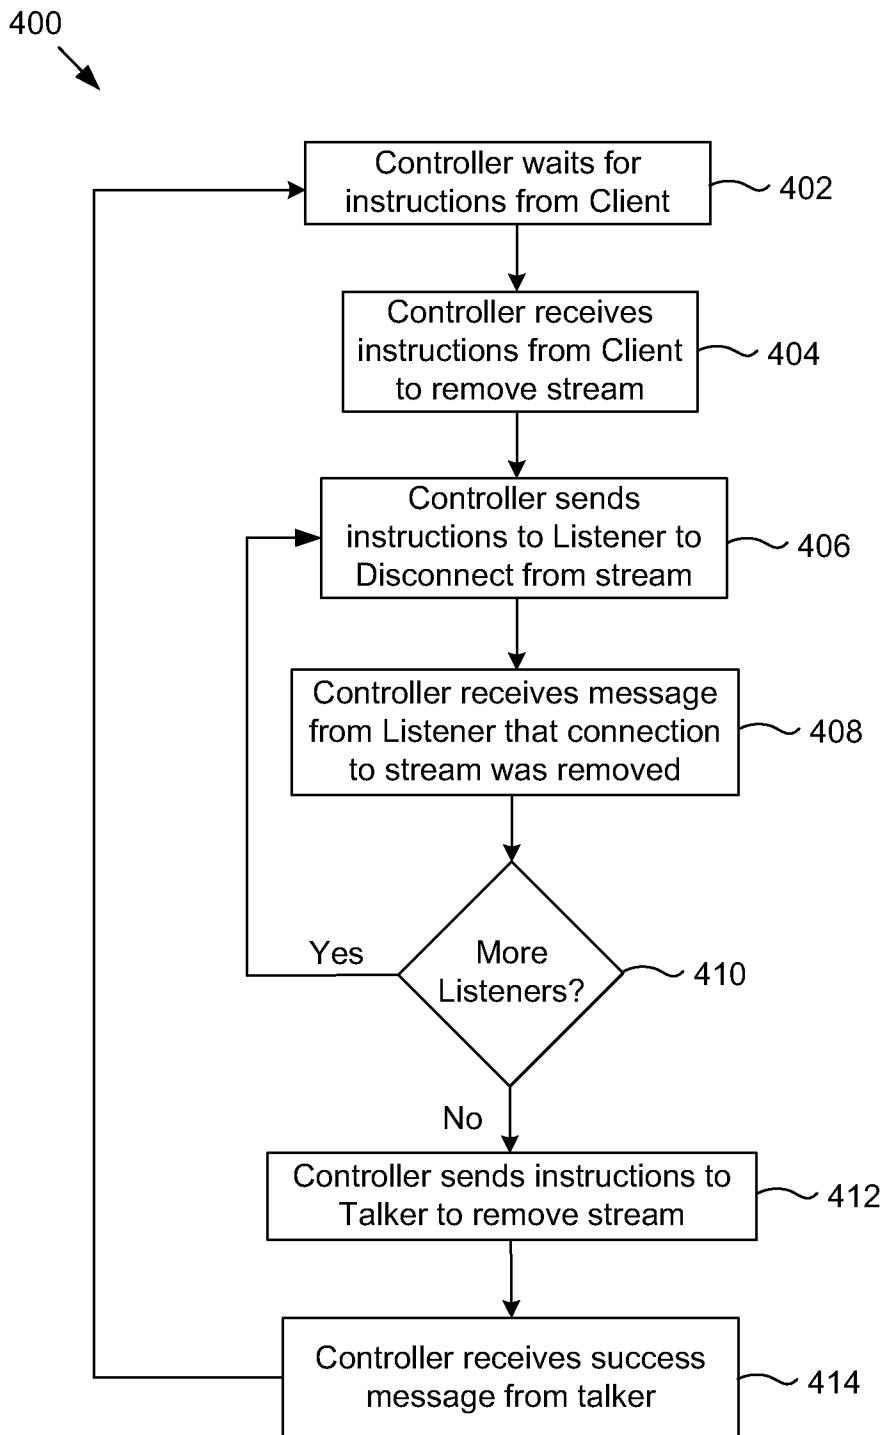 400
Controller waits for
instructions from Client
402
Controller receives
instructions from Client
to remove stream
404
Controller sends
instructions to Listener to
Disconnect from stream
406
Controller receives message
from Listener that connection
to stream was removed
408
Yes
More
Listeners?
410
No
Controller sends instructions to
Talker to remove stream
412
Controller receives success
message from talker
414